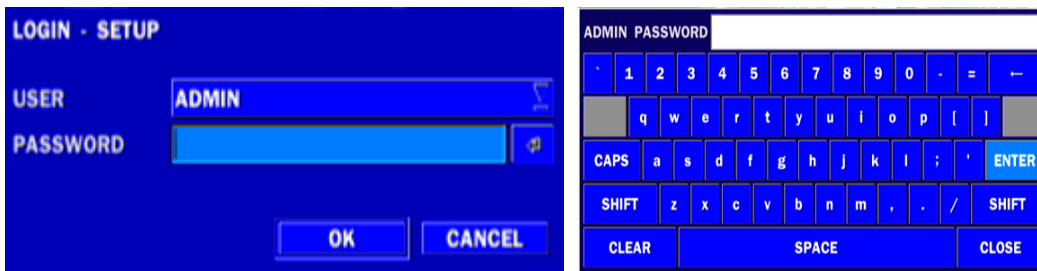 LOGIN - SETUP
USER ADMIN
PASSWORD
OK CANCEL
ADMIN PASSWORD
` 1 2 3 4 5 6 7 8 9 0 - = ←
q w e r t y u i o p [ ]
CAPS a s d f g h j k l ; ' ENTER
SHIFT z x c v b n m , . / SHIFT
CLEAR SPACE CLOSE